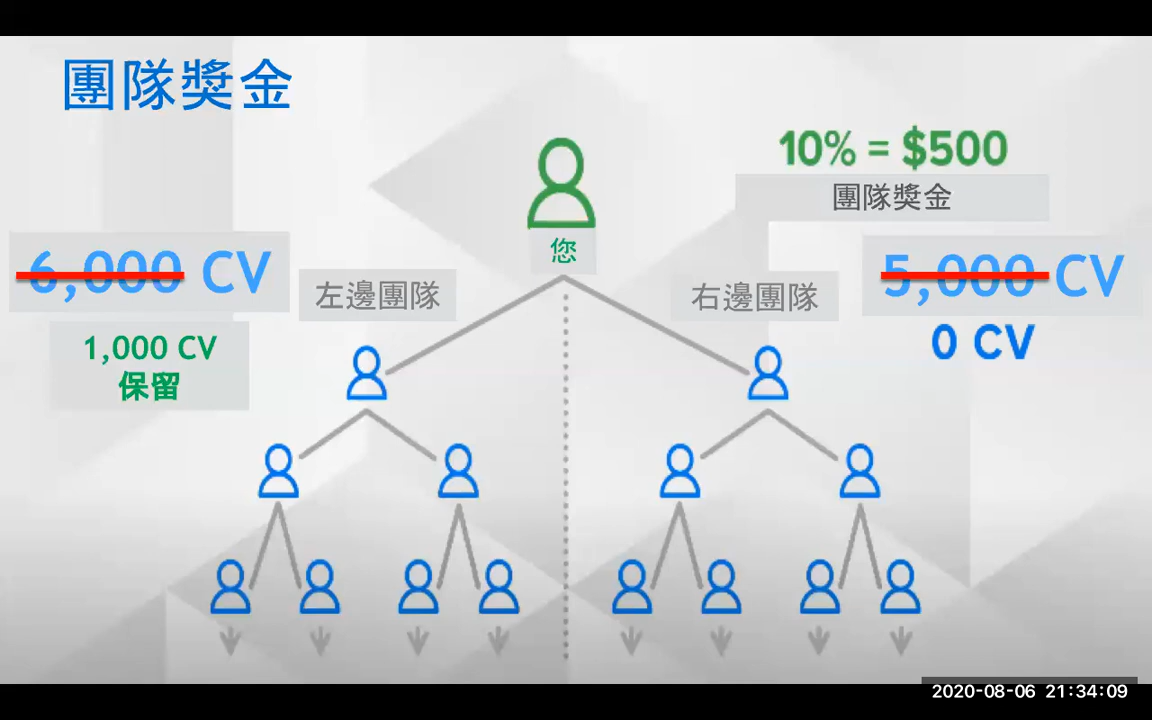 團隊獎金
10% = $500
團隊獎金
您
6,000 CV
左邊團隊
右邊團隊
5,000 CV
1,000 CV
保留
0 CV
2020-08-06 21:34:09